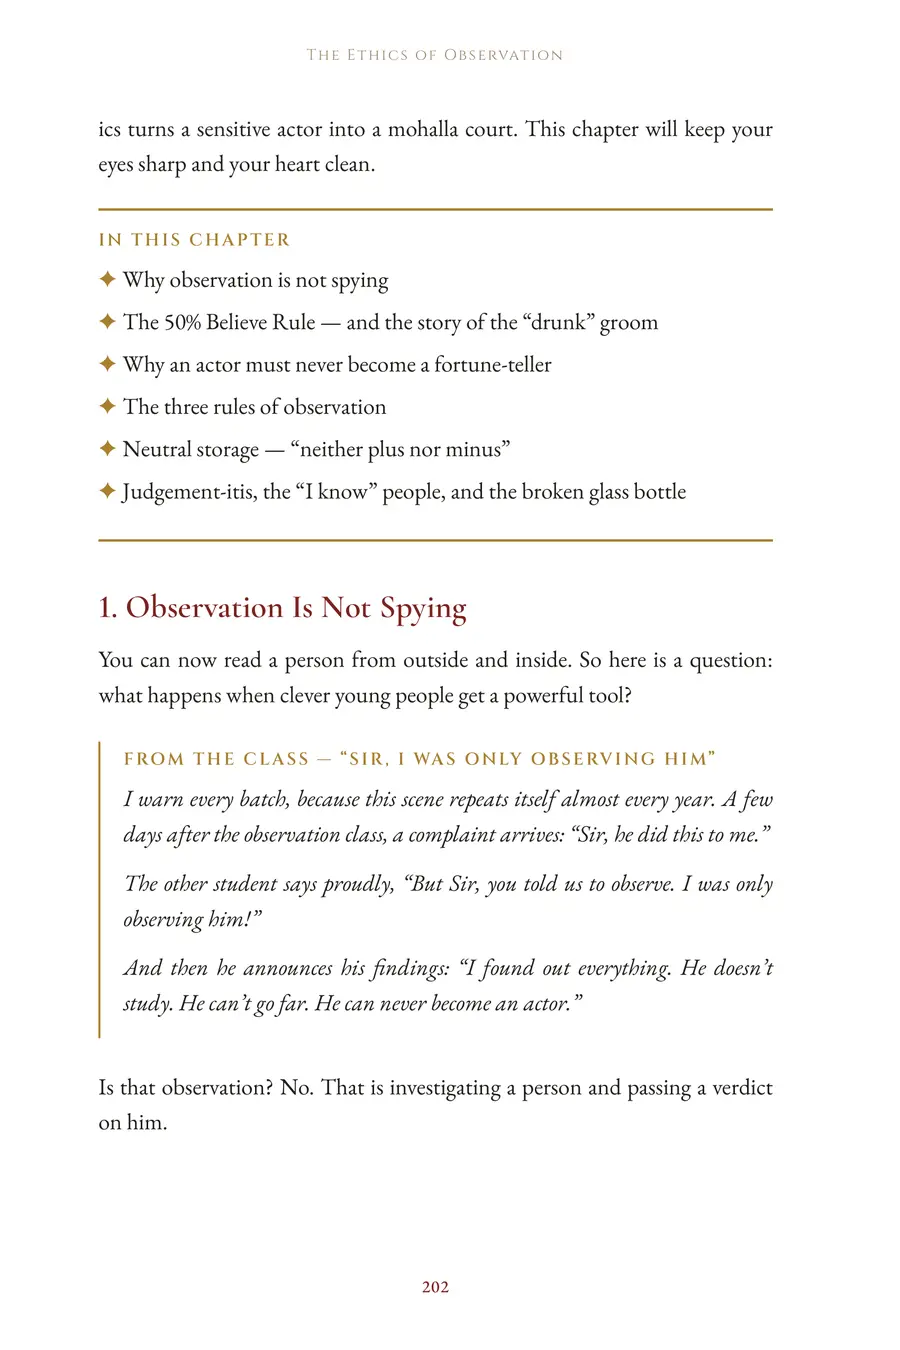 The Ethics of Observation
ics turns a sensitive actor into a mohalla court. This chapter will keep your
eyes sharp and your heart clean.
IN THIS CHAPTER
✦ Why observation is not spying
✦ The 50% Believe Rule — and the story of the “drunk” groom
✦ Why an actor must never become a fortune-teller
✦ The three rules of observation
✦ Neutral storage — “neither plus nor minus”
✦ Judgement-itis, the “I know” people, and the broken glass bottle
1. Observation Is Not Spying
You can now read a person from outside and inside. So here is a question:
what happens when clever young people get a powerful tool?
FROM THE CLASS — “SIR, I WAS ONLY OBSERVING HIM”
I warn every batch, because this scene repeats itself almost every year. A few
days after the observation class, a complaint arrives: “Sir, he did this to me.”
The other student says proudly, “But Sir, you told us to observe. I was only
observing him!”
And then he announces his findings: “I found out everything. He doesn’t
study. He can’t go far. He can never become an actor.”
Is that observation? No. That is investigating a person and passing a verdict
on him.
202